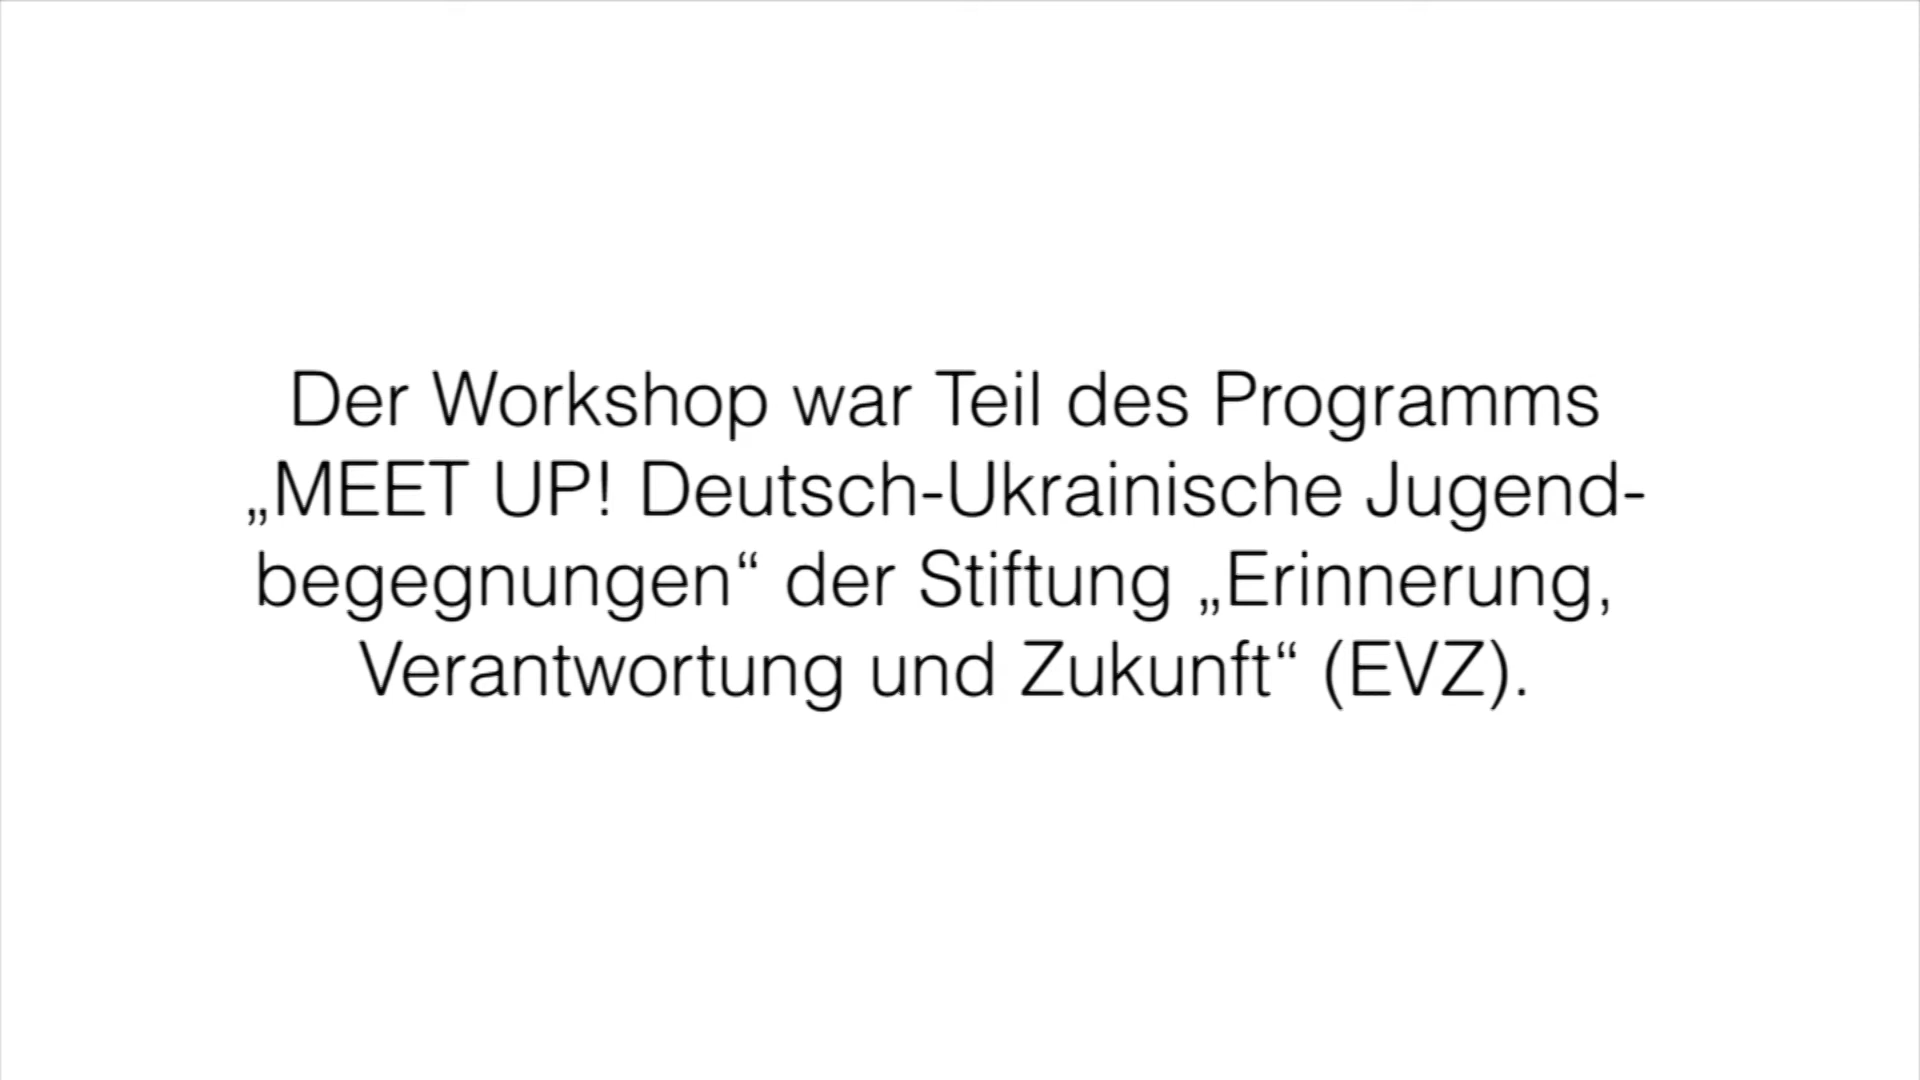 Der Workshop war Teil des Programms
„MEET UP! Deutsch-Ukrainische Jugend-
begegnungen“ der Stiftung „Erinnerung,
Verantwortung und Zukunft“ (EVZ).